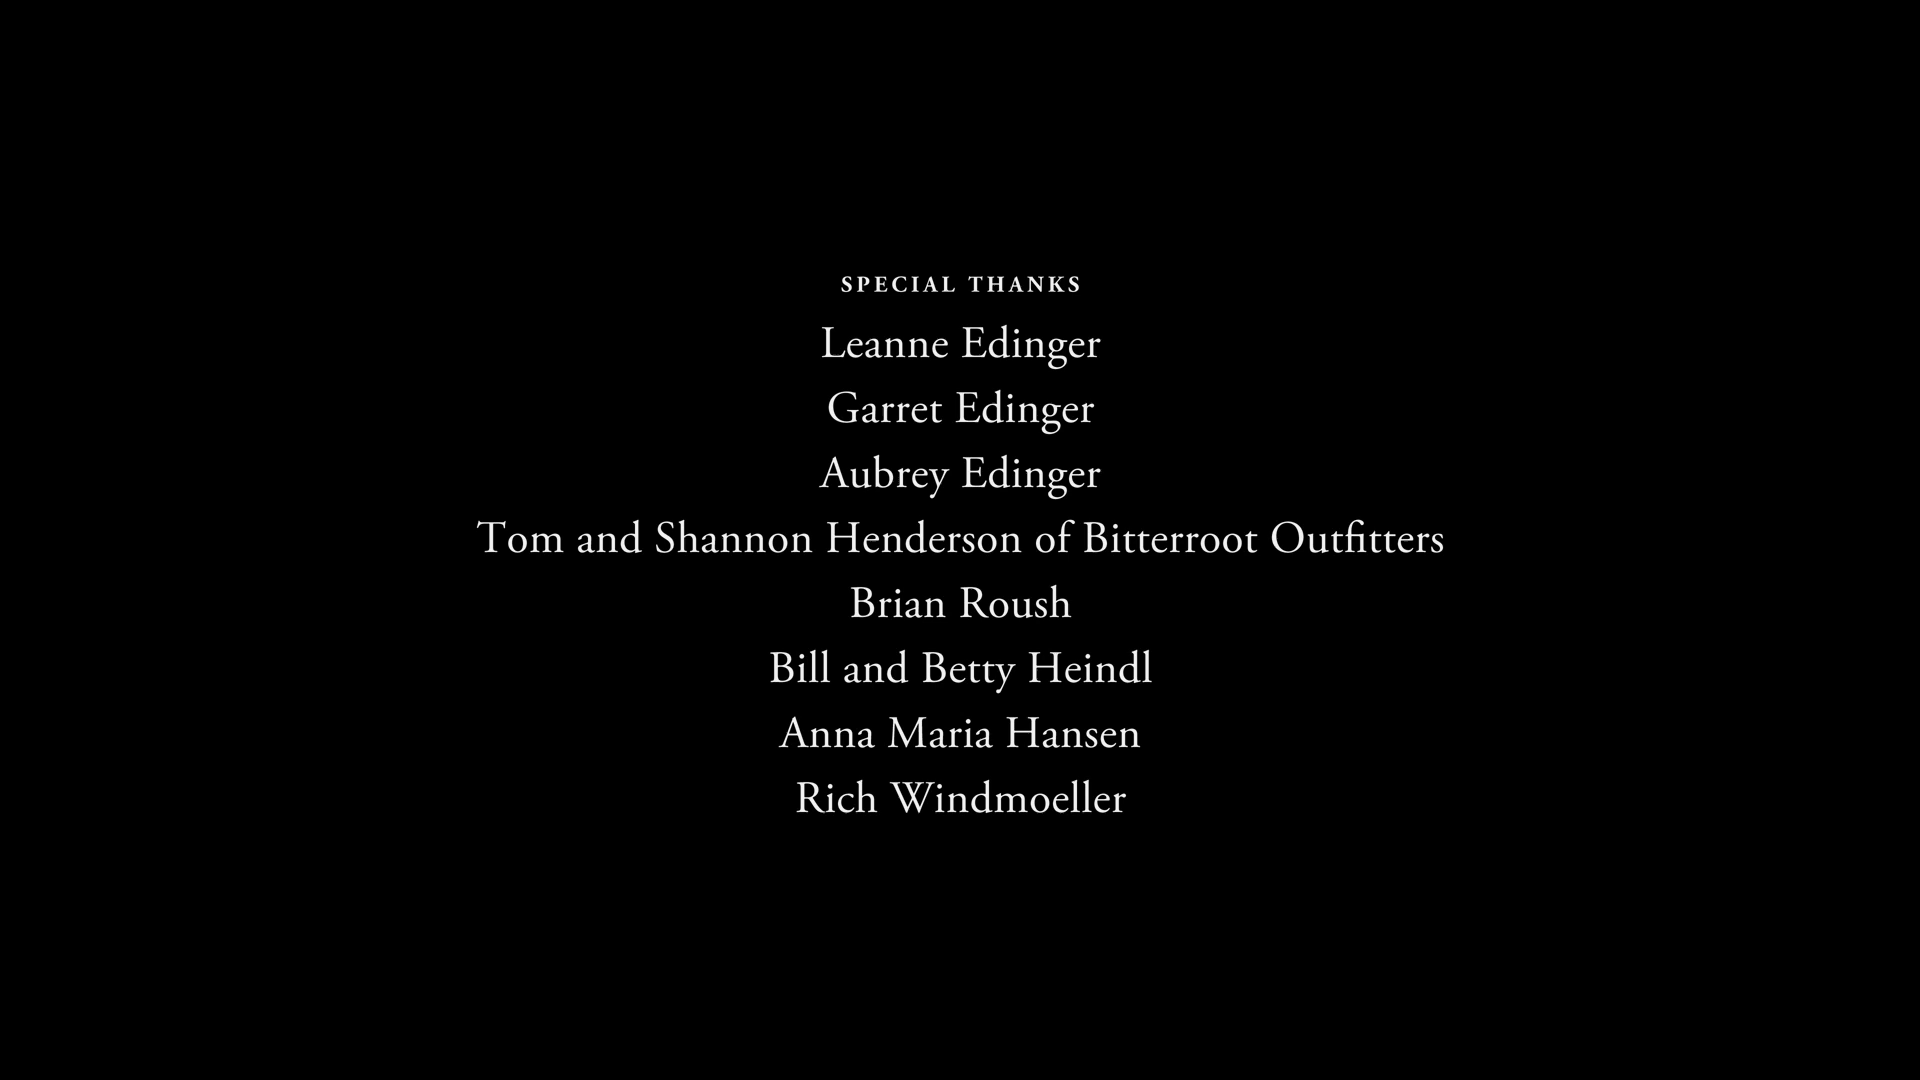 SPECIAL THANKS
Leanne Edinger
Garret Edinger
Aubrey Edinger
Tom and Shannon Henderson of Bitterroot Outfitters
Brian Roush
Bill and Betty Heindl
Anna Maria Hansen
Rich Windmoeller